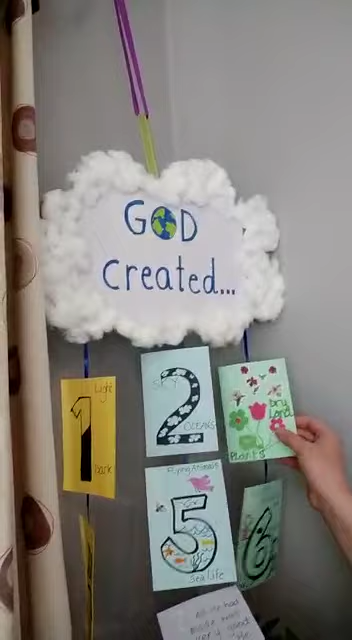 GOD
created...
1
Light
Dark
2
SKY
OCEANS
Dry
Land
Plants
5
Flying Animals
Sea life
6